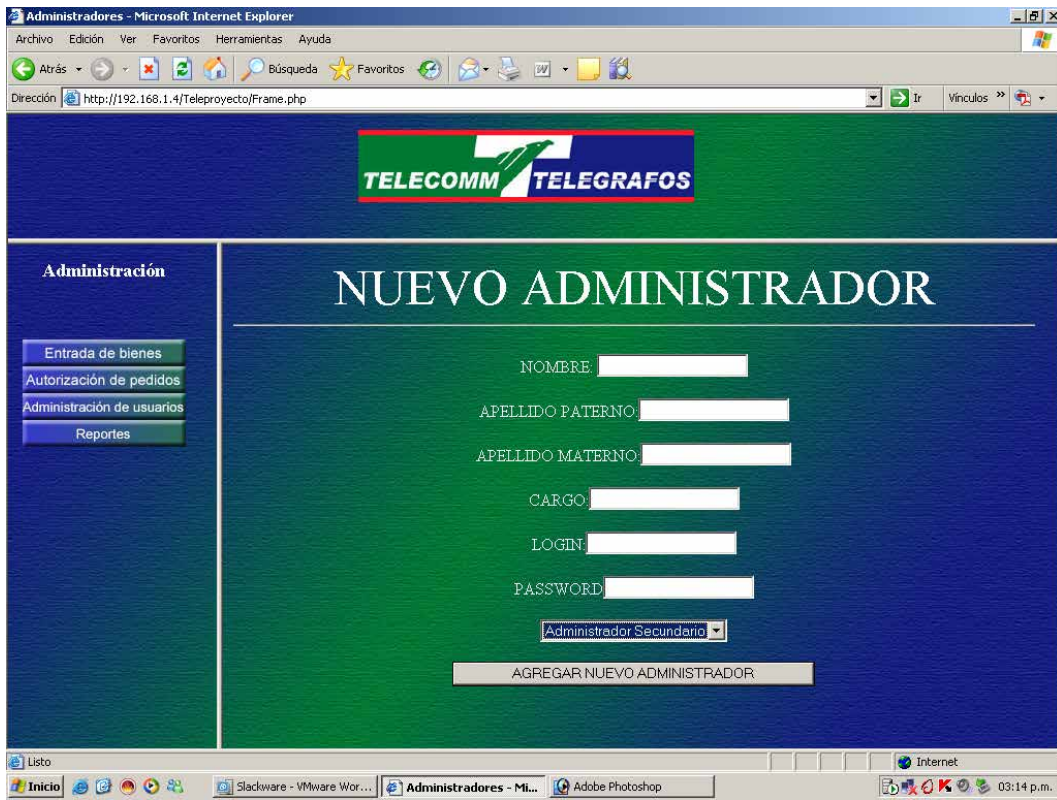 Administradores - Microsoft Internet Explorer
Archivo Edición Ver Favoritos Herramientas Ayuda
Atrás Búsqueda Favoritos
Dirección http://192.168.1.4/Teleproyecto/Frame.php Ir Vínculos »
TELECOMM TELEGRAFOS
Administración
Entrada de bienes
Autorización de pedidos
Administración de usuarios
Reportes
NUEVO ADMINISTRADOR
NOMBRE:
APELLIDO PATERNO:
APELLIDO MATERNO:
CARGO:
LOGIN:
PASSWORD
Administrador Secundario
AGREGAR NUEVO ADMINISTRADOR
Listo Internet
Inicio Slackware - VMware Wor... Administradores - Mi... Adobe Photoshop 03:14 p.m.